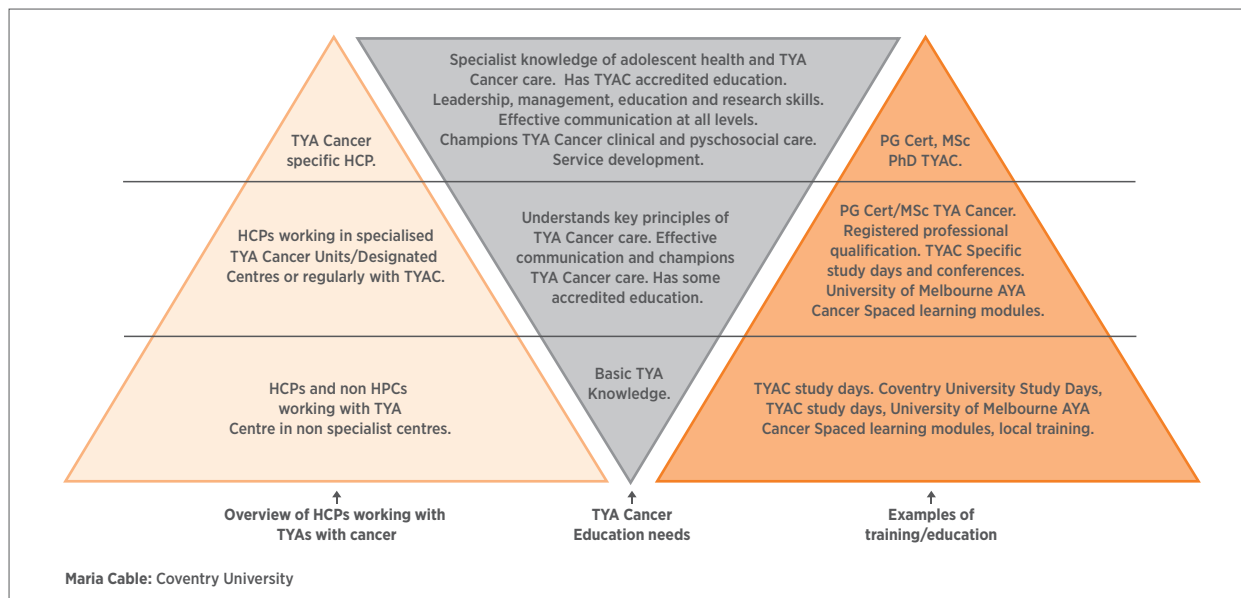 TYA Cancer
specific HCP.
Specialist knowledge of adolescent health and TYA
Cancer care. Has TYAC accredited education.
Leadership, management, education and research skills.
Effective communication at all levels.
Champions TYA Cancer clinical and pyschosocial care.
Service development.
PG Cert, MSc
PhD TYAC.
HCPs working in specialised
TYA Cancer Units/Designated
Centres or regularly with TYAC.
Understands key principles of
TYA Cancer care. Effective
communication and champions
TYA Cancer care. Has some
accredited education.
PG Cert/MSc TYA Cancer.
Registered professional
qualification. TYAC Specific
study days and conferences.
University of Melbourne AYA
Cancer Spaced learning modules.
HCPs and non HPCs
working with TYA
Centre in non specialist centres.
Basic TYA
Knowledge.
TYAC study days. Coventry University Study Days,
TYAC study days, University of Melbourne AYA
Cancer Spaced learning modules, local training.
Overview of HCPs working with
TYAs with cancer
TYA Cancer
Education needs
Examples of
training/education
Maria Cable: Coventry University